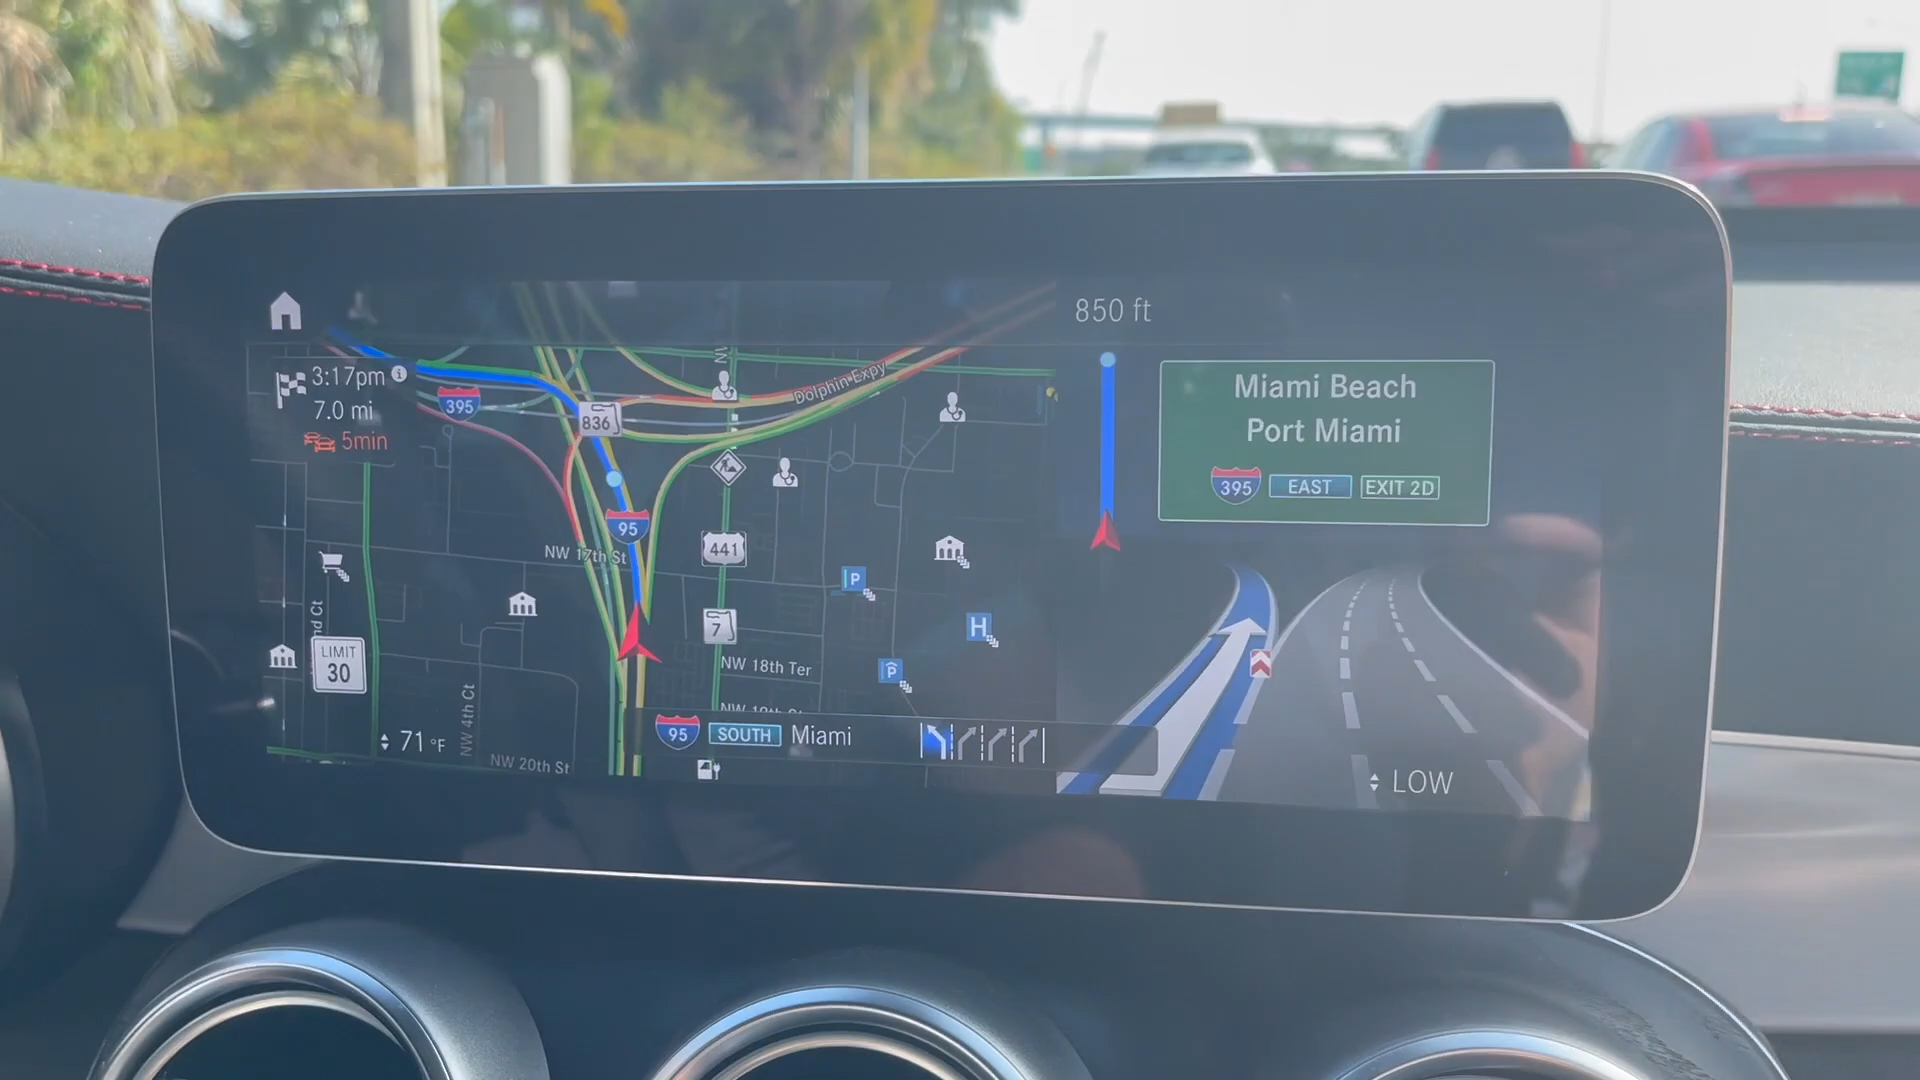 850 ft
3:17pm
7.0 mi
5min
395
836
Dolphin Expy
Miami Beach
Port Miami
395 EAST EXIT 2D
95
NW 17th St
441
P
H
7
NW 18th Ter
P
LIMIT
30
NW 4th Ct
71°F
NW 20th St
95 SOUTH Miami
LOW